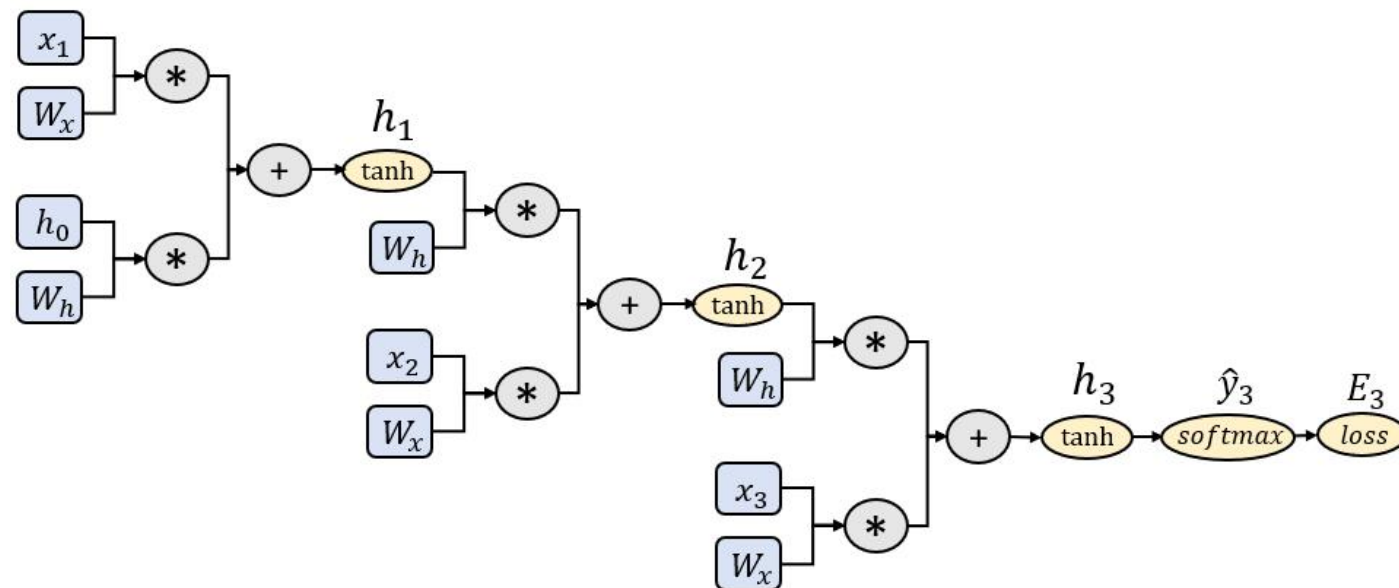 x₁
*
Wₓ
h₁
+
tanh
h₀
*
*
Wₕ
Wₕ
h₂
+
tanh
x₂
*
*
Wₕ
Wₓ
h₃
ŷ₃
E₃
+
tanh
softmax
loss
x₃
*
Wₓ